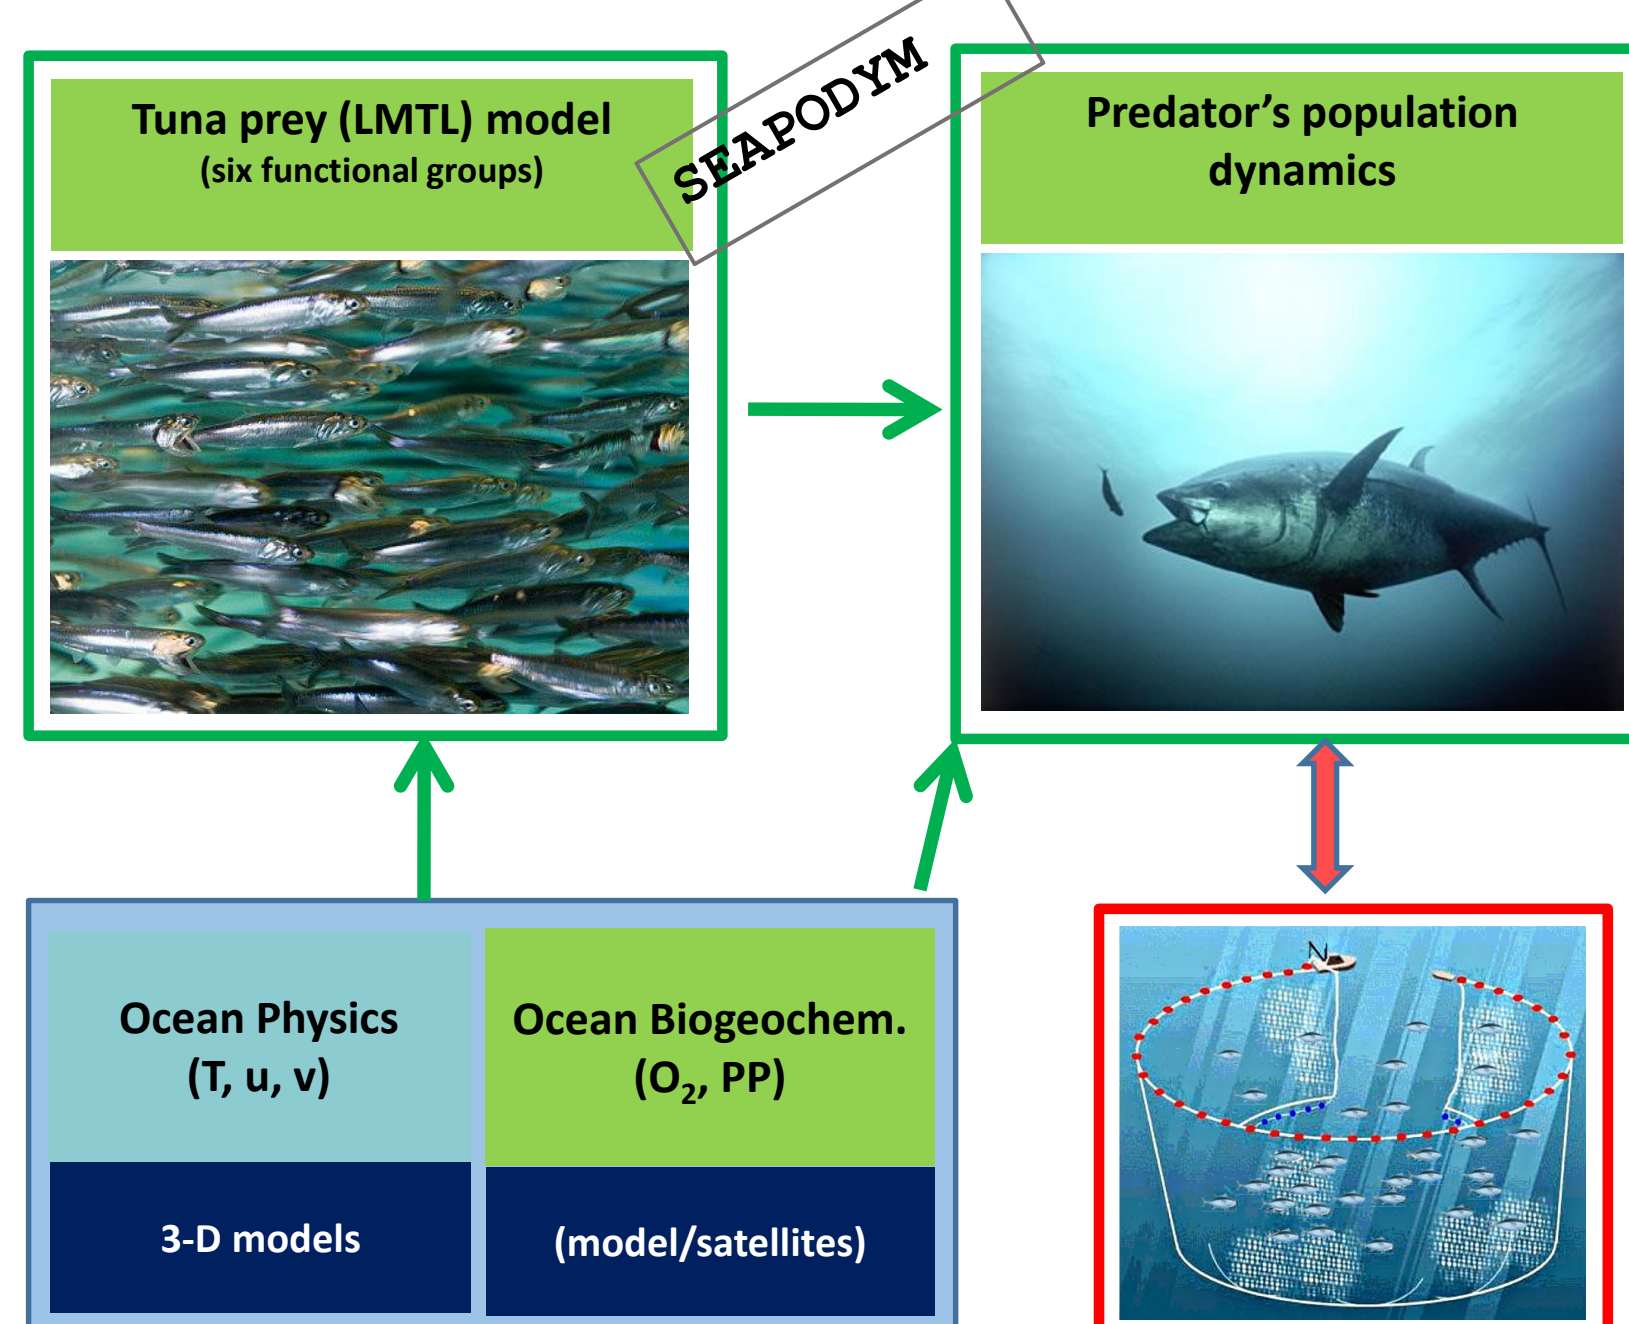 SEAPODYM
Tuna prey (LMTL) model
(six functional groups)
Predator’s population
dynamics
Ocean Physics
(T, u, v)
3-D models
Ocean Biogeochem.
(O₂, PP)
(model/satellites)
N